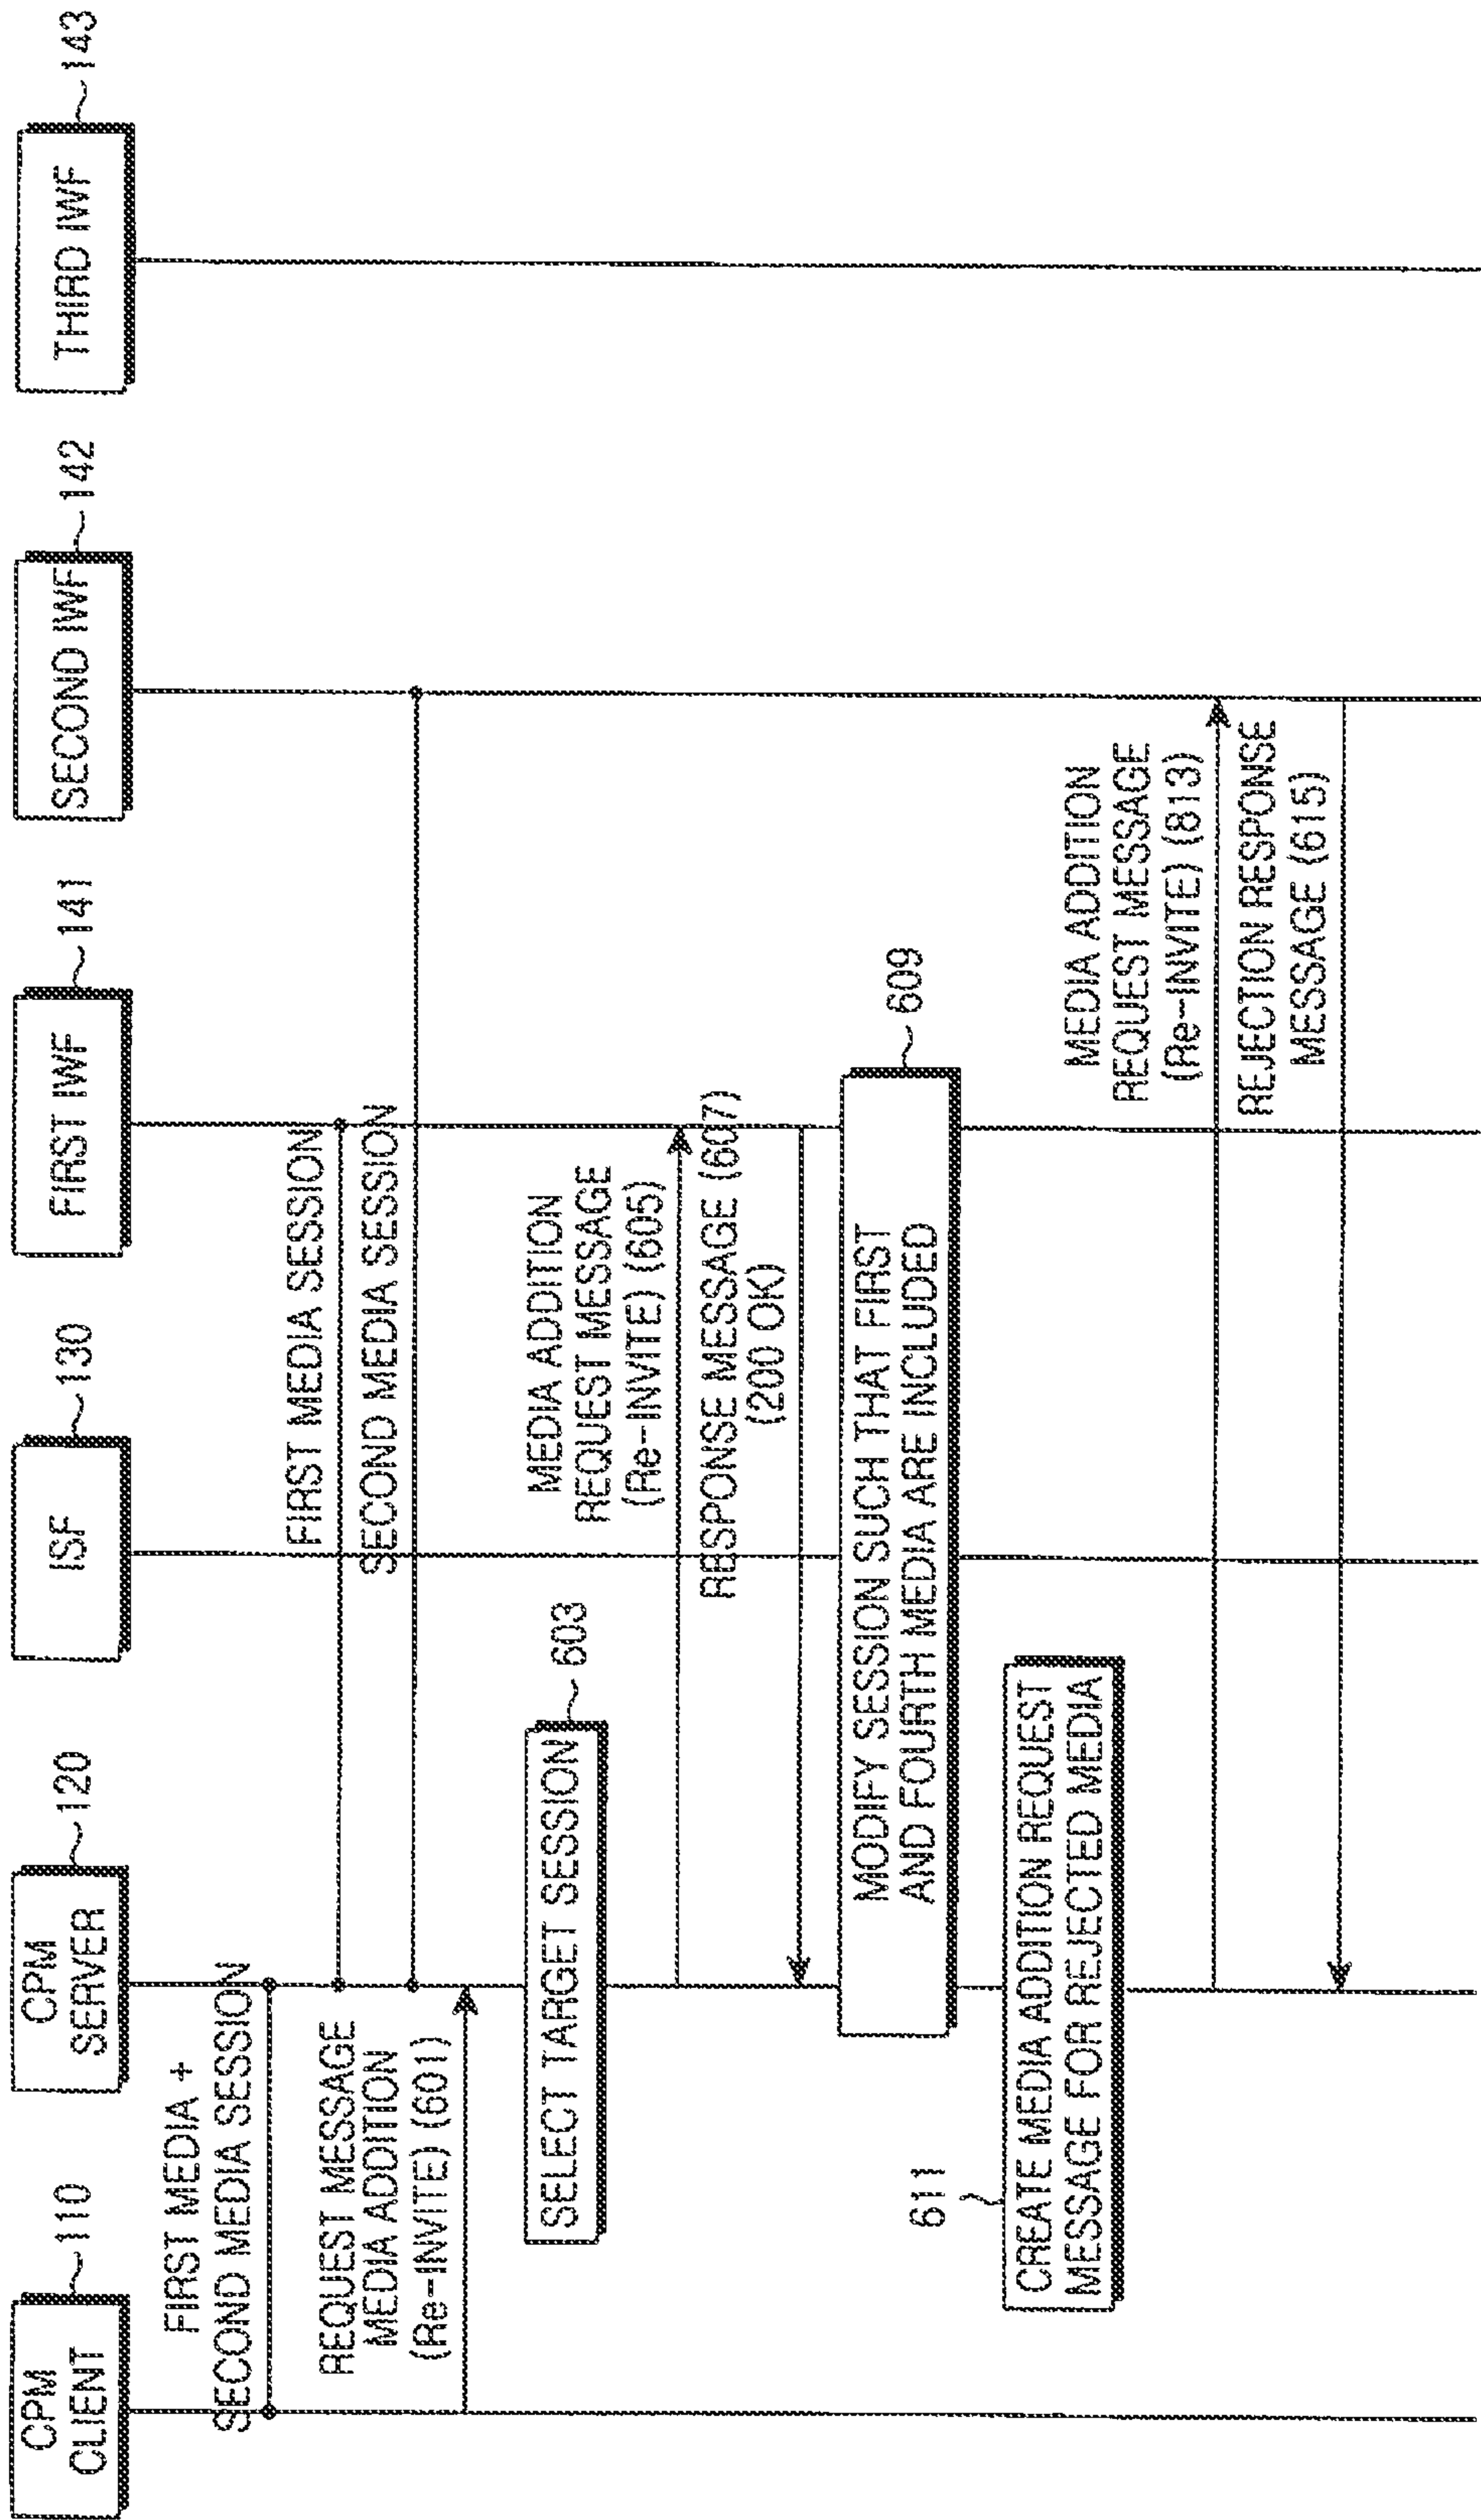 CPM
CLIENT
110
CPM
SERVER
120
ISF
130
FIRST IWF
141
SECOND IWF
142
THIRD IWF
143
FIRST MEDIA +
SECOND MEDIA SESSION
FIRST MEDIA SESSION
SECOND MEDIA SESSION
REQUEST MESSAGE
MEDIA ADDITION
(Re-INVITE) (601)
SELECT TARGET SESSION
603
MEDIA ADDITION
REQUEST MESSAGE
(Re-INVITE) (605)
RESPONSE MESSAGE (607)
(200 OK)
MODIFY SESSION SUCH THAT FIRST
AND FOURTH MEDIA ARE INCLUDED
609
611
CREATE MEDIA ADDITION REQUEST
MESSAGE FOR REJECTED MEDIA
MEDIA ADDITION
REQUEST MESSAGE
(Re-INVITE) (813)
REJECTION RESPONSE
MESSAGE (615)